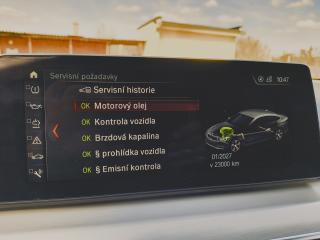 Servisní požadavky
10:47
Servisní historie
OK Motorový olej
OK Kontrola vozidla
OK Brzdová kapalina
OK § prohlídka vozidla
OK § Emisní kontrola
01/2027
v 23000 km